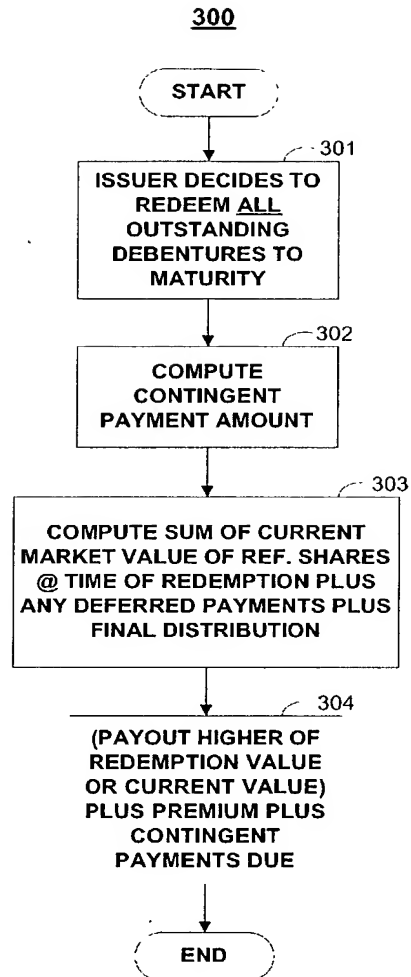 300
START
301
ISSUER DECIDES TO
REDEEM ALL
OUTSTANDING
DEBENTURES TO
MATURITY
302
COMPUTE
CONTINGENT
PAYMENT AMOUNT
303
COMPUTE SUM OF CURRENT
MARKET VALUE OF REF. SHARES
@ TIME OF REDEMPTION PLUS
ANY DEFERRED PAYMENTS PLUS
FINAL DISTRIBUTION
304
(PAYOUT HIGHER OF
REDEMPTION VALUE
OR CURRENT VALUE)
PLUS PREMIUM PLUS
CONTINGENT
PAYMENTS DUE
END